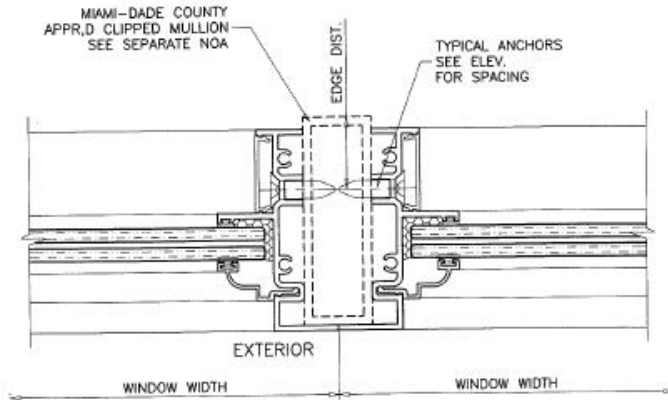 MIAMI-DADE COUNTY
APPR,D CLIPPED MULLION
SEE SEPARATE NOA
EDGE DIST.
TYPICAL ANCHORS
SEE ELEV.
FOR SPACING
EXTERIOR
WINDOW WIDTH
WINDOW WIDTH